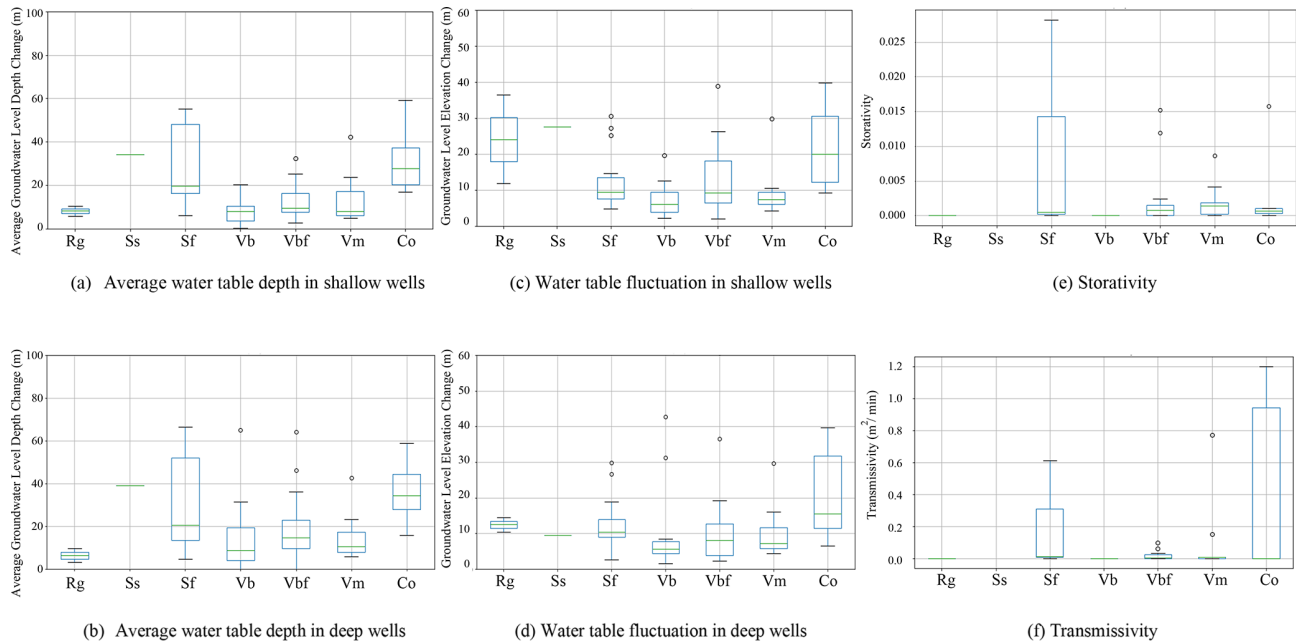 Average Groundwater Level Depth Change (m)
100
80
60
40
20
0
Rg Ss Sf Vb Vbf Vm Co
(a) Average water table depth in shallow wells
Groundwater Level Elevation Change (m)
60
50
40
30
20
10
0
Rg Ss Sf Vb Vbf Vm Co
(c) Water table fluctuation in shallow wells
Storativity
0.025
0.020
0.015
0.010
0.005
0.000
Rg Ss Sf Vb Vbf Vm Co
(e) Storativity
Average Groundwater Level Depth Change (m)
100
80
60
40
20
0
Rg Ss Sf Vb Vbf Vm Co
(b) Average water table depth in deep wells
Groundwater Level Elevation Change (m)
60
50
40
30
20
10
0
Rg Ss Sf Vb Vbf Vm Co
(d) Water table fluctuation in deep wells
Transmissivity (m²/ min)
1.2
1.0
0.8
0.6
0.4
0.2
0.0
Rg Ss Sf Vb Vbf Vm Co
(f) Transmissivity